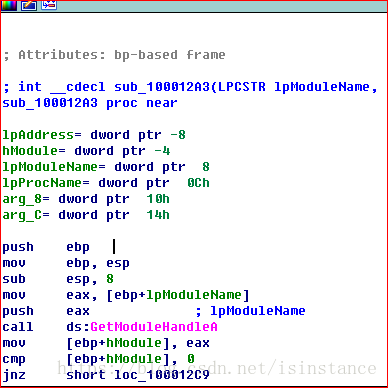 ; Attributes: bp-based frame
; int __cdecl sub_100012A3(LPCSTR lpModuleName,
sub_100012A3 proc near
lpAddress= dword ptr -8
hModule= dword ptr -4
lpModuleName= dword ptr  8
lpProcName= dword ptr  0Ch
arg_8= dword ptr  10h
arg_C= dword ptr  14h
push    ebp
mov     ebp, esp
sub     esp, 8
mov     eax, [ebp+lpModuleName]
push    eax             ; lpModuleName
call    ds:GetModuleHandleA
mov     [ebp+hModule], eax
cmp     [ebp+hModule], 0
jnz     short loc_100012C9
https://blog.csdn.net/isinstance